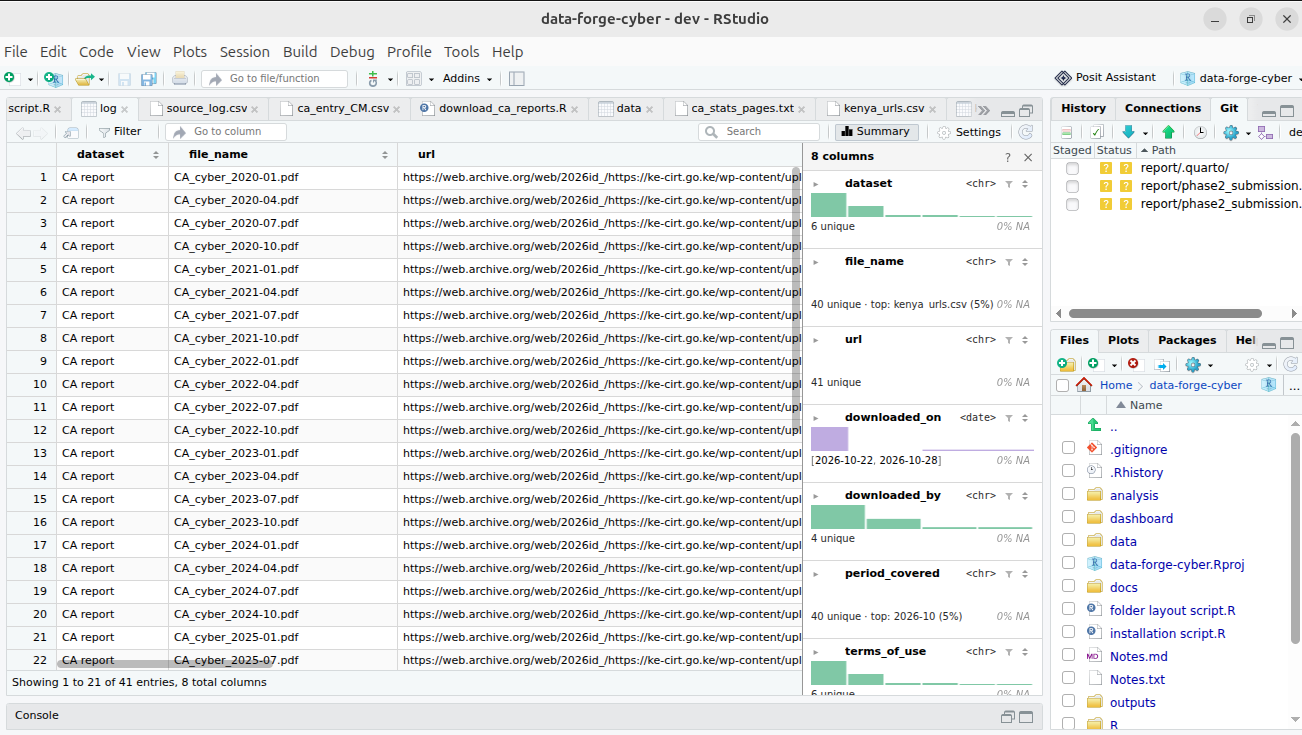 data-forge-cyber - dev - RStudio
File Edit Code View Plots Session Build Debug Profile Tools Help
Go to file/function Addins Posit Assistant data-forge-cyber
script.R log source_log.csv ca_entry_CM.csv download_ca_reports.R data ca_stats_pages.txt kenya_urls.csv
Filter Go to column Search Summary Settings
dataset file_name url
1 CA report CA_cyber_2020-01.pdf https://web.archive.org/web/2026id_/https://ke-cirt.go.ke/wp-content/upl
2 CA report CA_cyber_2020-04.pdf https://web.archive.org/web/2026id_/https://ke-cirt.go.ke/wp-content/upl
3 CA report CA_cyber_2020-07.pdf https://web.archive.org/web/2026id_/https://ke-cirt.go.ke/wp-content/upl
4 CA report CA_cyber_2020-10.pdf https://web.archive.org/web/2026id_/https://ke-cirt.go.ke/wp-content/upl
5 CA report CA_cyber_2021-01.pdf https://web.archive.org/web/2026id_/https://ke-cirt.go.ke/wp-content/upl
6 CA report CA_cyber_2021-04.pdf https://web.archive.org/web/2026id_/https://ke-cirt.go.ke/wp-content/upl
7 CA report CA_cyber_2021-07.pdf https://web.archive.org/web/2026id_/https://ke-cirt.go.ke/wp-content/upl
8 CA report CA_cyber_2021-10.pdf https://web.archive.org/web/2026id_/https://ke-cirt.go.ke/wp-content/upl
9 CA report CA_cyber_2022-01.pdf https://web.archive.org/web/2026id_/https://ke-cirt.go.ke/wp-content/upl
10 CA report CA_cyber_2022-04.pdf https://web.archive.org/web/2026id_/https://ke-cirt.go.ke/wp-content/upl
11 CA report CA_cyber_2022-07.pdf https://web.archive.org/web/2026id_/https://ke-cirt.go.ke/wp-content/upl
12 CA report CA_cyber_2022-10.pdf https://web.archive.org/web/2026id_/https://ke-cirt.go.ke/wp-content/upl
13 CA report CA_cyber_2023-01.pdf https://web.archive.org/web/2026id_/https://ke-cirt.go.ke/wp-content/upl
14 CA report CA_cyber_2023-04.pdf https://web.archive.org/web/2026id_/https://ke-cirt.go.ke/wp-content/upl
15 CA report CA_cyber_2023-07.pdf https://web.archive.org/web/2026id_/https://ke-cirt.go.ke/wp-content/upl
16 CA report CA_cyber_2023-10.pdf https://web.archive.org/web/2026id_/https://ke-cirt.go.ke/wp-content/upl
17 CA report CA_cyber_2024-01.pdf https://web.archive.org/web/2026id_/https://ke-cirt.go.ke/wp-content/upl
18 CA report CA_cyber_2024-04.pdf https://web.archive.org/web/2026id_/https://ke-cirt.go.ke/wp-content/upl
19 CA report CA_cyber_2024-07.pdf https://web.archive.org/web/2026id_/https://ke-cirt.go.ke/wp-content/upl
20 CA report CA_cyber_2024-10.pdf https://web.archive.org/web/2026id_/https://ke-cirt.go.ke/wp-content/upl
21 CA report CA_cyber_2025-01.pdf https://web.archive.org/web/2026id_/https://ke-cirt.go.ke/wp-content/upl
22 CA report CA_cyber_2025-07.pdf https://web.archive.org/web/2026id_/https://ke-cirt.go.ke/wp-content/upl
Showing 1 to 21 of 41 entries, 8 total columns
8 columns ?
dataset <chr>
6 unique 0% NA
file_name <chr>
40 unique · top: kenya_urls.csv (5%) 0% NA
url <chr>
41 unique 0% NA
downloaded_on <date>
[2026-10-22, 2026-10-28] 0% NA
downloaded_by <chr>
4 unique 0% NA
period_covered <chr>
40 unique · top: 2026-10 (5%) 0% NA
terms_of_use <chr>
6 unique 0% NA
Console
History Connections Git
de
Staged Status Path
? ? report/.quarto/
? ? report/phase2_submission.
? ? report/phase2_submission.
Files Plots Packages Hel
Home data-forge-cyber ...
Name
..
.gitignore
.Rhistory
analysis
dashboard
data
data-forge-cyber.Rproj
docs
folder layout script.R
installation script.R
Notes.md
Notes.txt
outputs
R